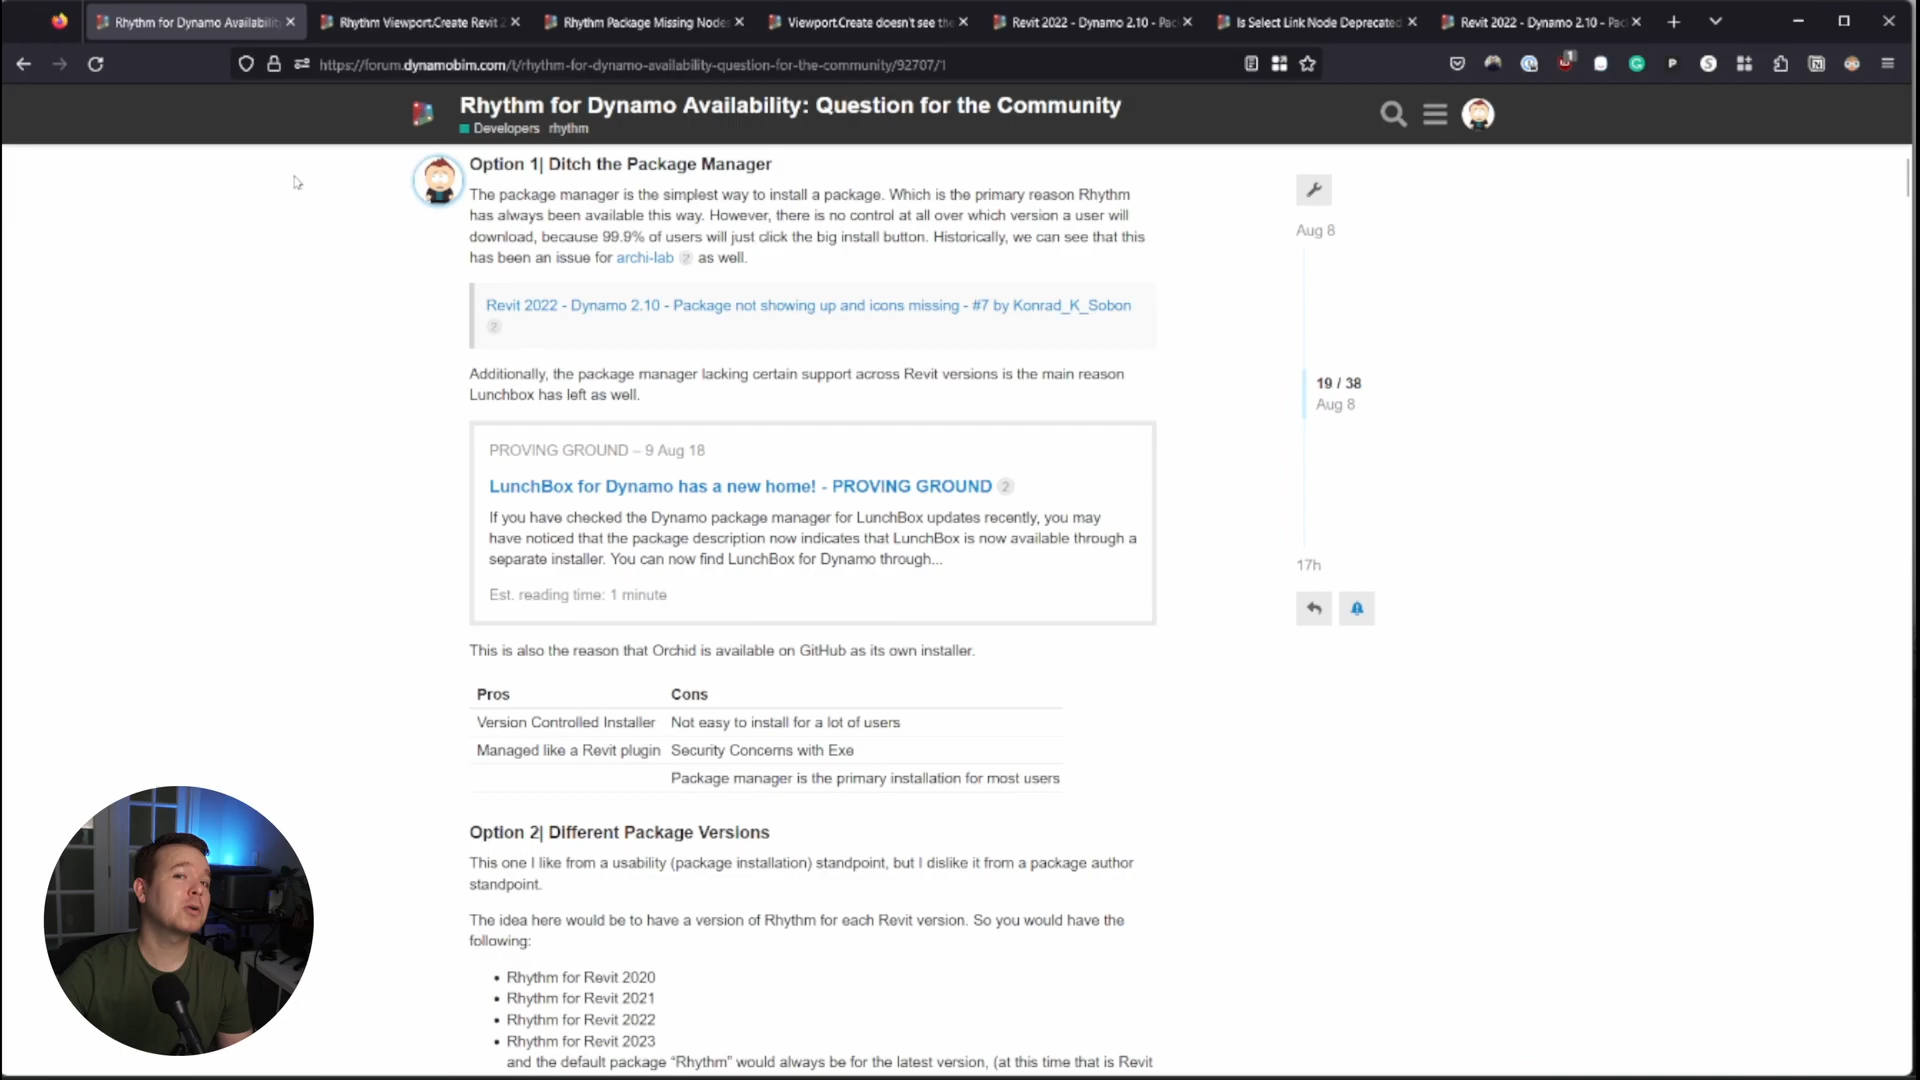 Rhythm for Dynamo Availability
Rhythm Viewport.Create Revit 2
Rhythm Package Missing Nodes
Viewport.Create doesn't see the
Revit 2022 - Dynamo 2.10 - Pac
Is Select Link Node Deprecated
Revit 2022 - Dynamo 2.10 - Pac
https://forum.dynamobim.com/t/rhythm-for-dynamo-availability-question-for-the-community/92707/1
Rhythm for Dynamo Availability: Question for the Community
Developers rhythm
Option 1| Ditch the Package Manager
The package manager is the simplest way to install a package. Which is the primary reason Rhythm
has always been available this way. However, there is no control at all over which version a user will
download, because 99.9% of users will just click the big install button. Historically, we can see that this
has been an issue for archi-lab 2 as well.
Revit 2022 - Dynamo 2.10 - Package not showing up and icons missing - #7 by Konrad_K_Sobon
2
Additionally, the package manager lacking certain support across Revit versions is the main reason
Lunchbox has left as well.
PROVING GROUND – 9 Aug 18
LunchBox for Dynamo has a new home! - PROVING GROUND 2
If you have checked the Dynamo package manager for LunchBox updates recently, you may
have noticed that the package description now indicates that LunchBox is now available through a
separate installer. You can now find LunchBox for Dynamo through...
Est. reading time: 1 minute
This is also the reason that Orchid is available on GitHub as its own installer.
Pros Cons
Version Controlled Installer Not easy to install for a lot of users
Managed like a Revit plugin Security Concerns with Exe
Package manager is the primary installation for most users
Option 2| Different Package Versions
This one I like from a usability (package installation) standpoint, but I dislike it from a package author
standpoint.
The idea here would be to have a version of Rhythm for each Revit version. So you would have the
following:
• Rhythm for Revit 2020
• Rhythm for Revit 2021
• Rhythm for Revit 2022
• Rhythm for Revit 2023
and the default package “Rhythm” would always be for the latest version, (at this time that is Revit
Aug 8
19 / 38
Aug 8
17h